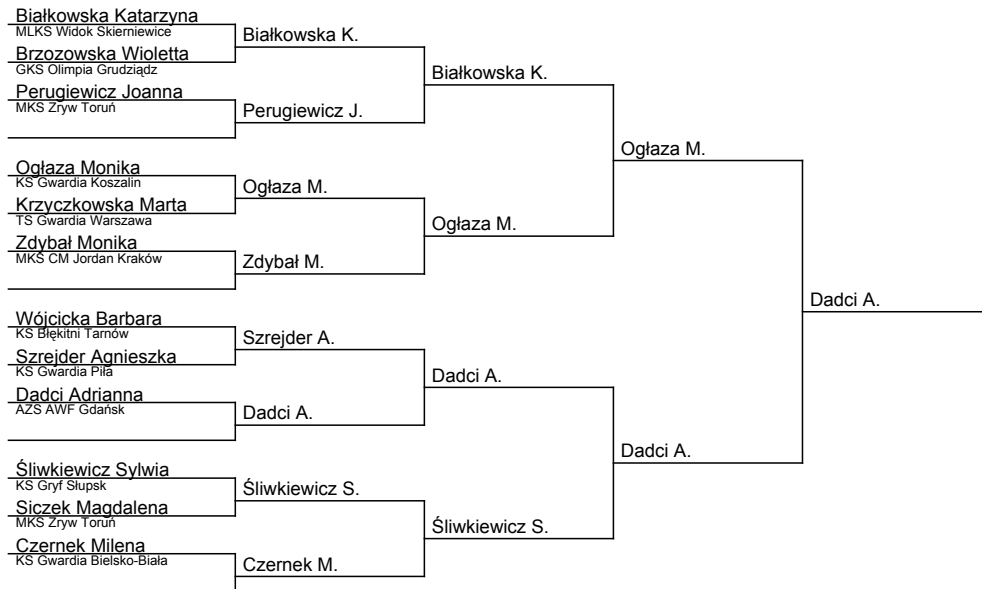 Białkowska Katarzyna
MLKS Widok Skierniewice
Białkowska K.
Brzozowska Wioletta
GKS Olimpia Grudziądz
Białkowska K.
Perugiewicz Joanna
MKS Zryw Toruń
Perugiewicz J.
Ogłaza M.
Ogłaza Monika
KS Gwardia Koszalin
Ogłaza M.
Krzyczkowska Marta
TS Gwardia Warszawa
Ogłaza M.
Zdybał Monika
MKS CM Jordan Kraków
Zdybał M.
Dadci A.
Wójcicka Barbara
KS Błękitni Tarnów
Szrejder A.
Szrejder Agnieszka
KS Gwardia Piła
Dadci A.
Dadci Adrianna
AZS AWF Gdańsk
Dadci A.
Dadci A.
Śliwkiewicz Sylwia
KS Gryf Słupsk
Śliwkiewicz S.
Siczek Magdalena
MKS Zryw Toruń
Śliwkiewicz S.
Czernek Milena
KS Gwardia Bielsko-Biała
Czernek M.